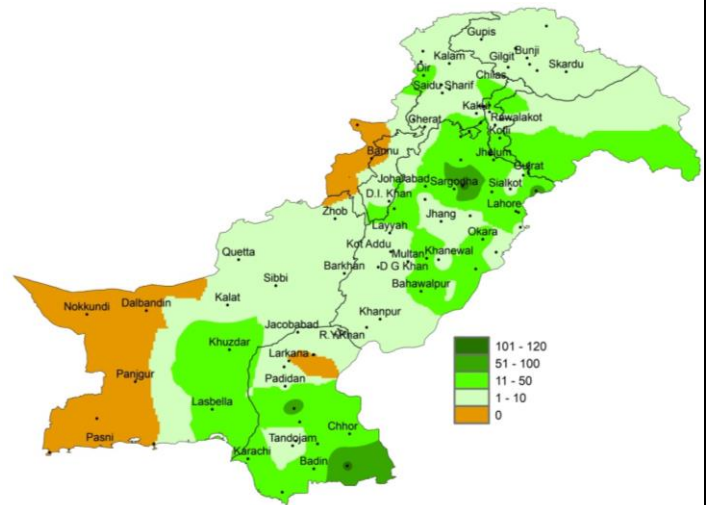 Gupis
Kalam
Gilgit
Bunji
Skardu
Dir
Chilas
Saidu Sharif
Kakul
Rawalakot
Gherat
Kotli
Bannu
Jhelum
Gujrat
Joharabad
Sargodha
Sialkot
D.I. Khan
Lahore
Zhob
Jhang
Layyah
Okara
Kot Addu
Quetta
Multan
Khanewal
Barkhan
D G Khan
Sibbi
Bahawalpur
Kalat
Nokkundi
Dalbandin
Khanpur
Jacobabad
R.Y.Khan
Khuzdar
Larkana
Panjgur
Padidan
Lasbella
Pasni
Tandojam
Chhor
Karachi
Badin
101 - 120
51 - 100
11 - 50
1 - 10
0